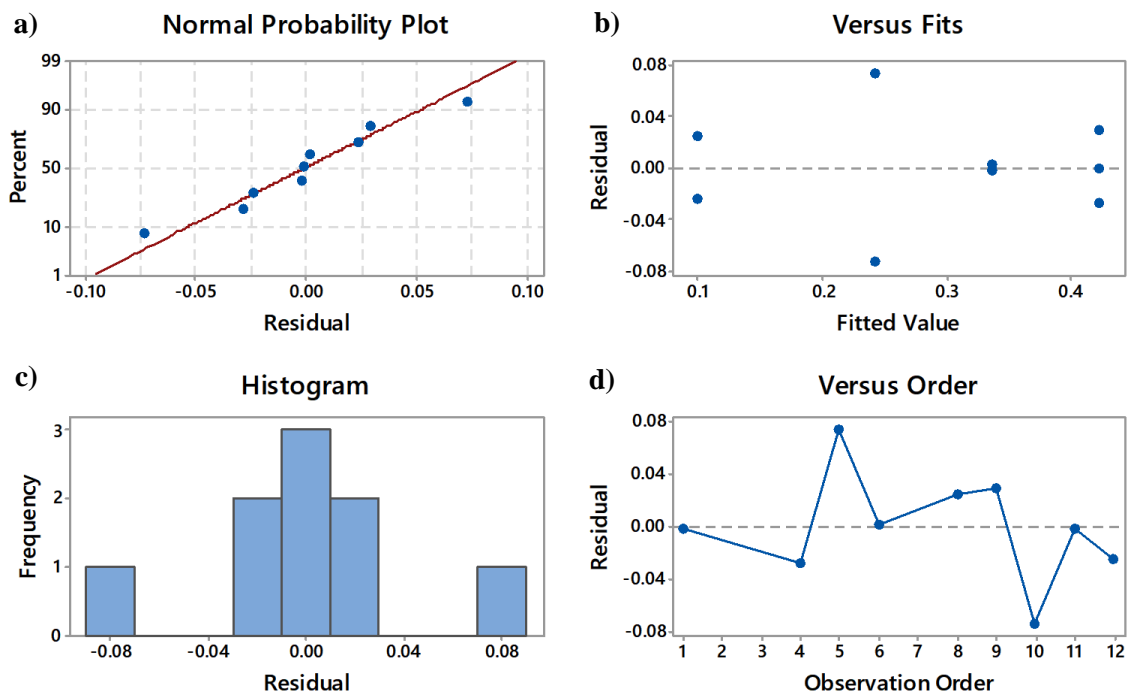 a)
Normal Probability Plot
Percent
99
90
50
10
1
-0.10 -0.05 0.00 0.05 0.10
Residual
b)
Versus Fits
Residual
0.08
0.04
0.00
-0.04
-0.08
0.1 0.2 0.3 0.4
Fitted Value
c)
Histogram
Frequency
3
2
1
0
-0.08 -0.04 0.00 0.04 0.08
Residual
d)
Versus Order
Residual
0.08
0.04
0.00
-0.04
-0.08
1 2 3 4 5 6 7 8 9 10 11 12
Observation Order